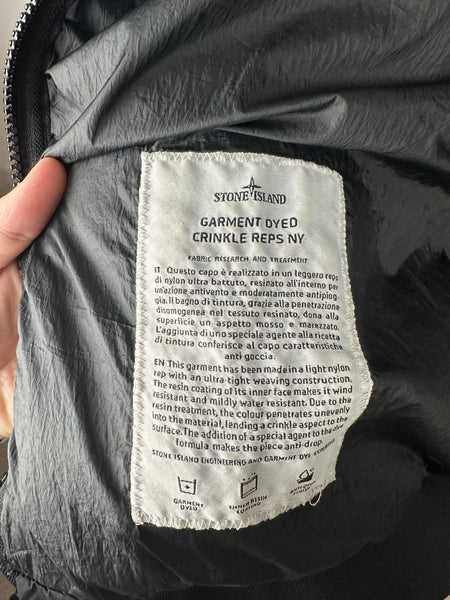 STONE ISLAND
GARMENT DYED
CRINKLE REPS NY
FABRIC RESEARCH AND TREATMENT
IT Questo capo è realizzato in un leggero reps
di nylon ultra battuto, resinato all'interno per
un'azione antivento e moderatamente antipiog-
gia. Il bagno di tintura, grazie alla penetrazione
disomogenea nel tessuto resinato, dona alla
superficie un aspetto mosso e marezzato.
L'aggiunta di uno speciale agente alla ricetta
di tintura conferisce al capo caratteristiche
anti goccia.
EN This garment has been made in a light nylon
rep with an ultra-tight weaving construction.
The resin coating of its inner face makes it wind
resistant and mildly water resistant. Due to the
resin treatment, the colour penetrates unevenly
into the material, lending a crinkle aspect to the
surface. The addition of a special agent to the dye
formula makes the piece anti-drop.
STONE ISLAND ENGINEERING AND GARMENT DYE EXPERTISE
GARMENT
DYED
INNER RESIN
COATING
ANTI-DROP